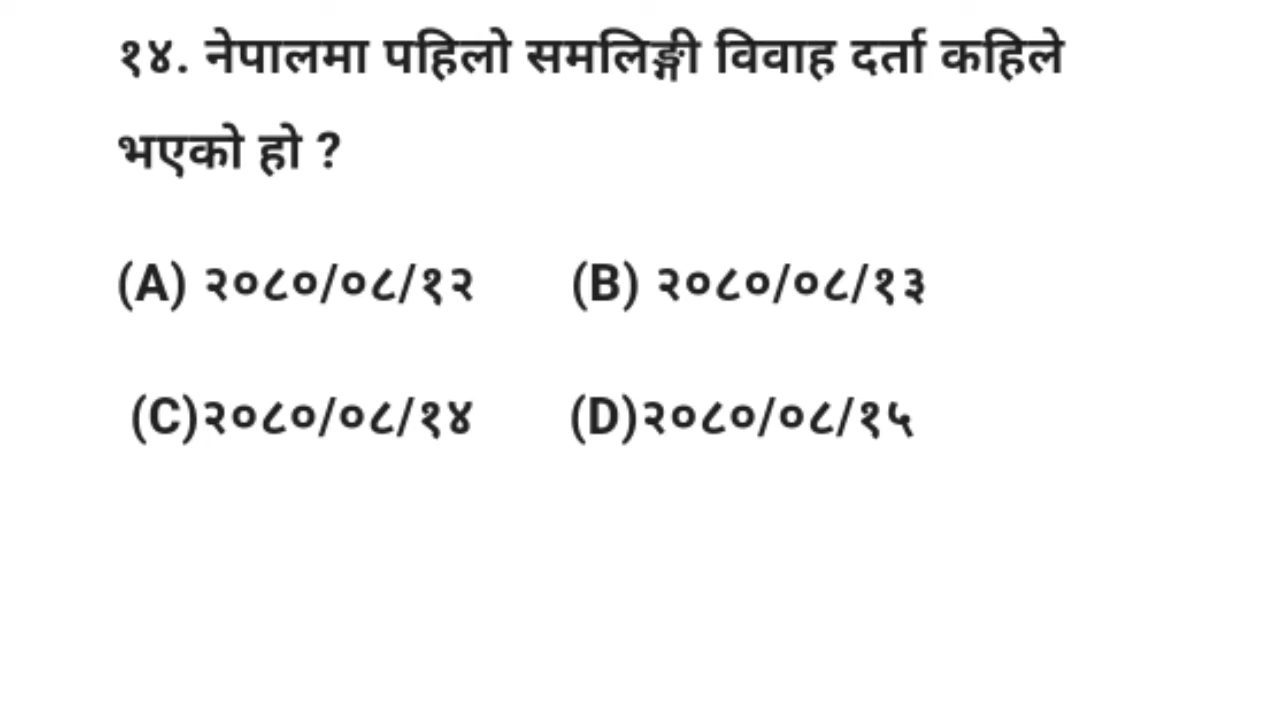 १४. नेपालमा पहिलो समलिङ्गी विवाह दर्ता कहिले
भएको हो ?
(A) २०८०/०८/१२ (B) २०८०/०८/१३
(C)२०८०/०८/१४ (D)२०८०/०८/१५